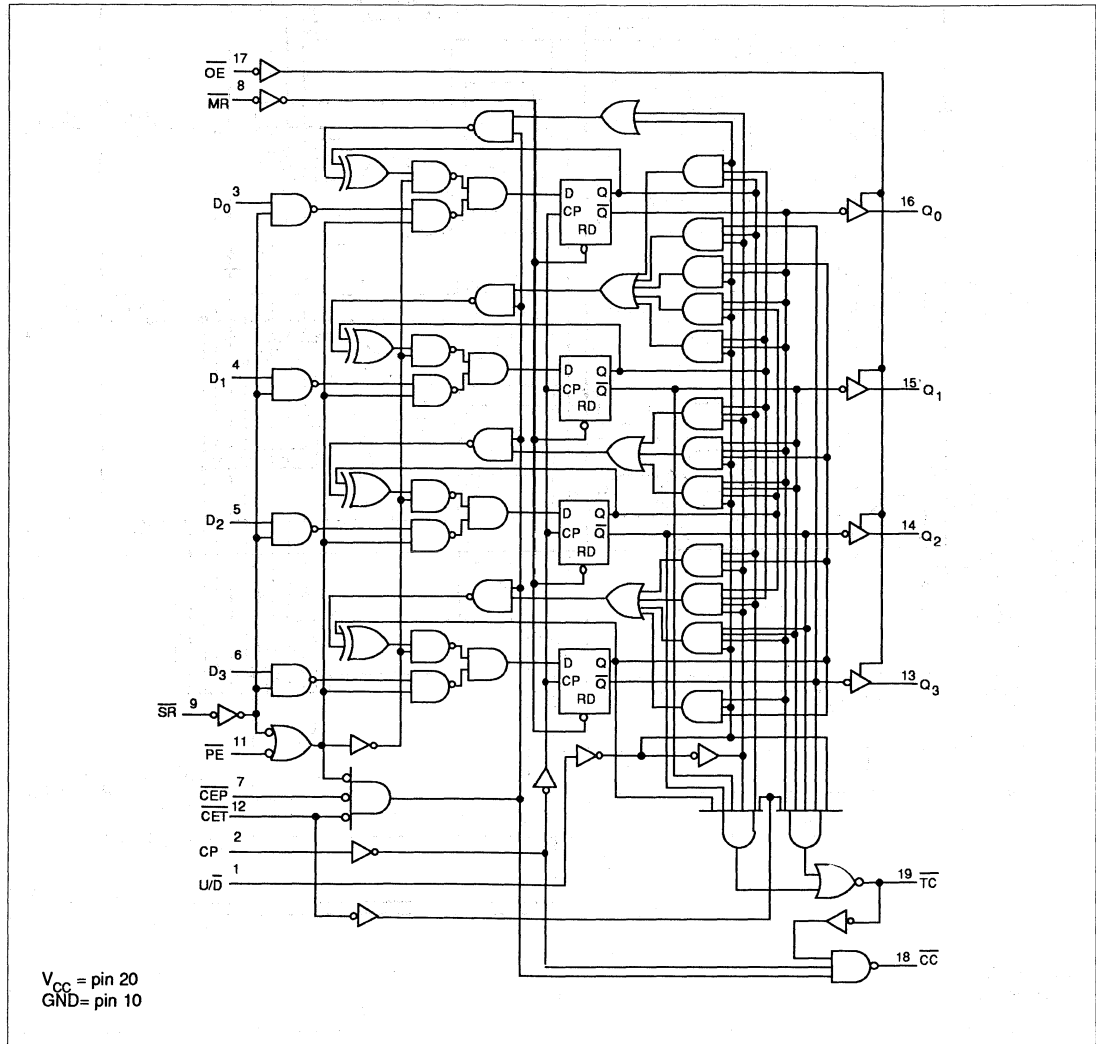 OE 17
MR 8
D0 3
D1 4
D2 5
D3 6
SR 9
PE 11
CEP 7
CET 12
CP 2
U/D 1
D Q
CP Q
RD
16 Q0
D Q
CP Q
RD
15 Q1
D Q
CP Q
RD
14 Q2
D Q
CP Q
RD
13 Q3
19 TC
18 CC
VCC = pin 20
GND= pin 10